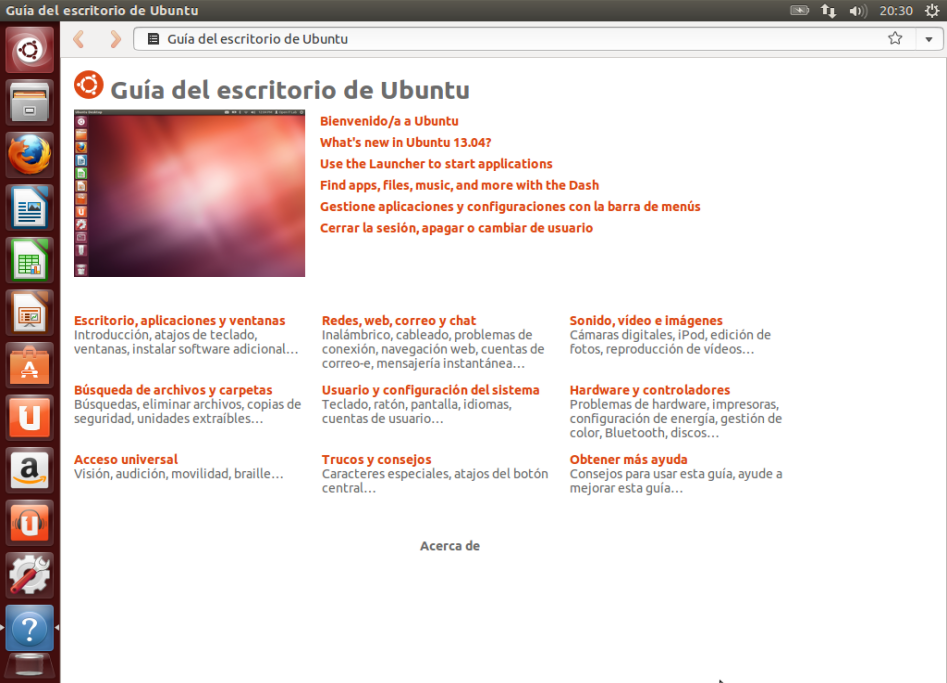 Guía del escritorio de Ubuntu
20:30
Guía del escritorio de Ubuntu
Guía del escritorio de Ubuntu
Bienvenido/a a Ubuntu
What's new in Ubuntu 13.04?
Use the Launcher to start applications
Find apps, files, music, and more with the Dash
Gestione aplicaciones y configuraciones con la barra de menús
Cerrar la sesión, apagar o cambiar de usuario
Escritorio, aplicaciones y ventanas
Introducción, atajos de teclado,
ventanas, instalar software adicional…
Redes, web, correo y chat
Inalámbrico, cableado, problemas de
conexión, navegación web, cuentas de
correo-e, mensajería instantánea…
Sonido, vídeo e imágenes
Cámaras digitales, iPod, edición de
fotos, reproducción de vídeos…
Búsqueda de archivos y carpetas
Búsquedas, eliminar archivos, copias de
seguridad, unidades extraíbles…
Usuario y configuración del sistema
Teclado, ratón, pantalla, idiomas,
cuentas de usuario…
Hardware y controladores
Problemas de hardware, impresoras,
configuración de energía, gestión de
color, Bluetooth, discos…
Acceso universal
Visión, audición, movilidad, braille…
Trucos y consejos
Caracteres especiales, atajos del botón
central…
Obtener más ayuda
Consejos para usar esta guía, ayude a
mejorar esta guía…
Acerca de